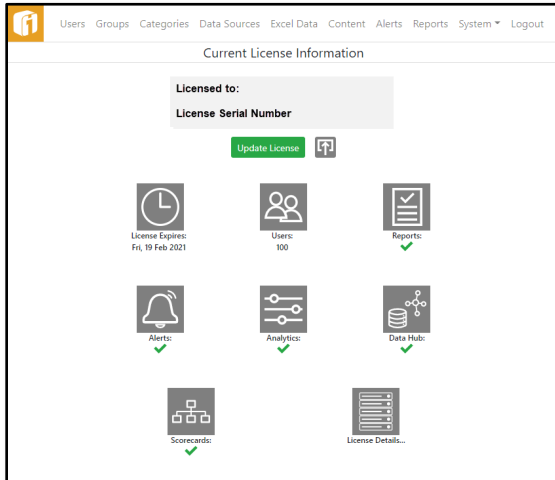 Users Groups Categories Data Sources Excel Data Content Alerts Reports System Logout
Current License Information
Licensed to:
License Serial Number
Update License
License Expires:
Fri, 19 Feb 2021
Users:
100
Reports:
Alerts:
Analytics:
Data Hub:
Scorecards:
License Details...